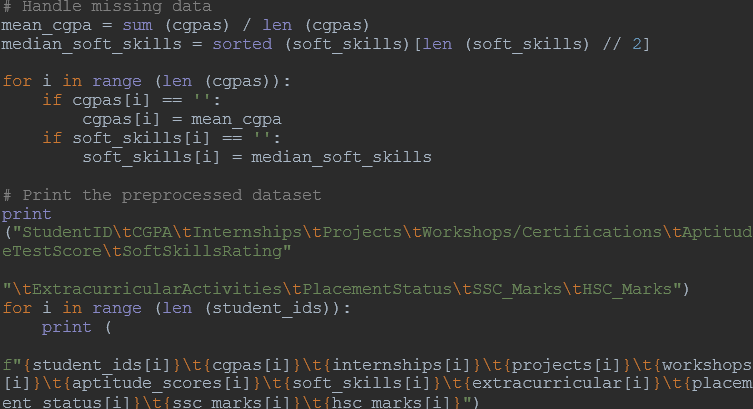 # Handle missing data
mean_cgpa = sum (cgpas) / len (cgpas)
median_soft_skills = sorted (soft_skills)[len (soft_skills) // 2]

for i in range (len (cgpas)):
    if cgpas[i] == '':
        cgpas[i] = mean_cgpa
    if soft_skills[i] == '':
        soft_skills[i] = median_soft_skills

# Print the preprocessed dataset
print
("StudentID\tCGPA\tInternships\tProjects\tWorkshops/Certifications\tAptitud
eTestScore\tSoftSkillsRating"

"\tExtracurricularActivities\tPlacementStatus\tSSC_Marks\tHSC_Marks")
for i in range (len (student_ids)):
    print (

f"{student_ids[i]}\t{cgpas[i]}\t{internships[i]}\t{projects[i]}\t{workshops
[i]}\t{aptitude_scores[i]}\t{soft_skills[i]}\t{extracurricular[i]}\t{placem
ent_status[i]}\t{ssc_marks[i]}\t{hsc_marks[i]}")